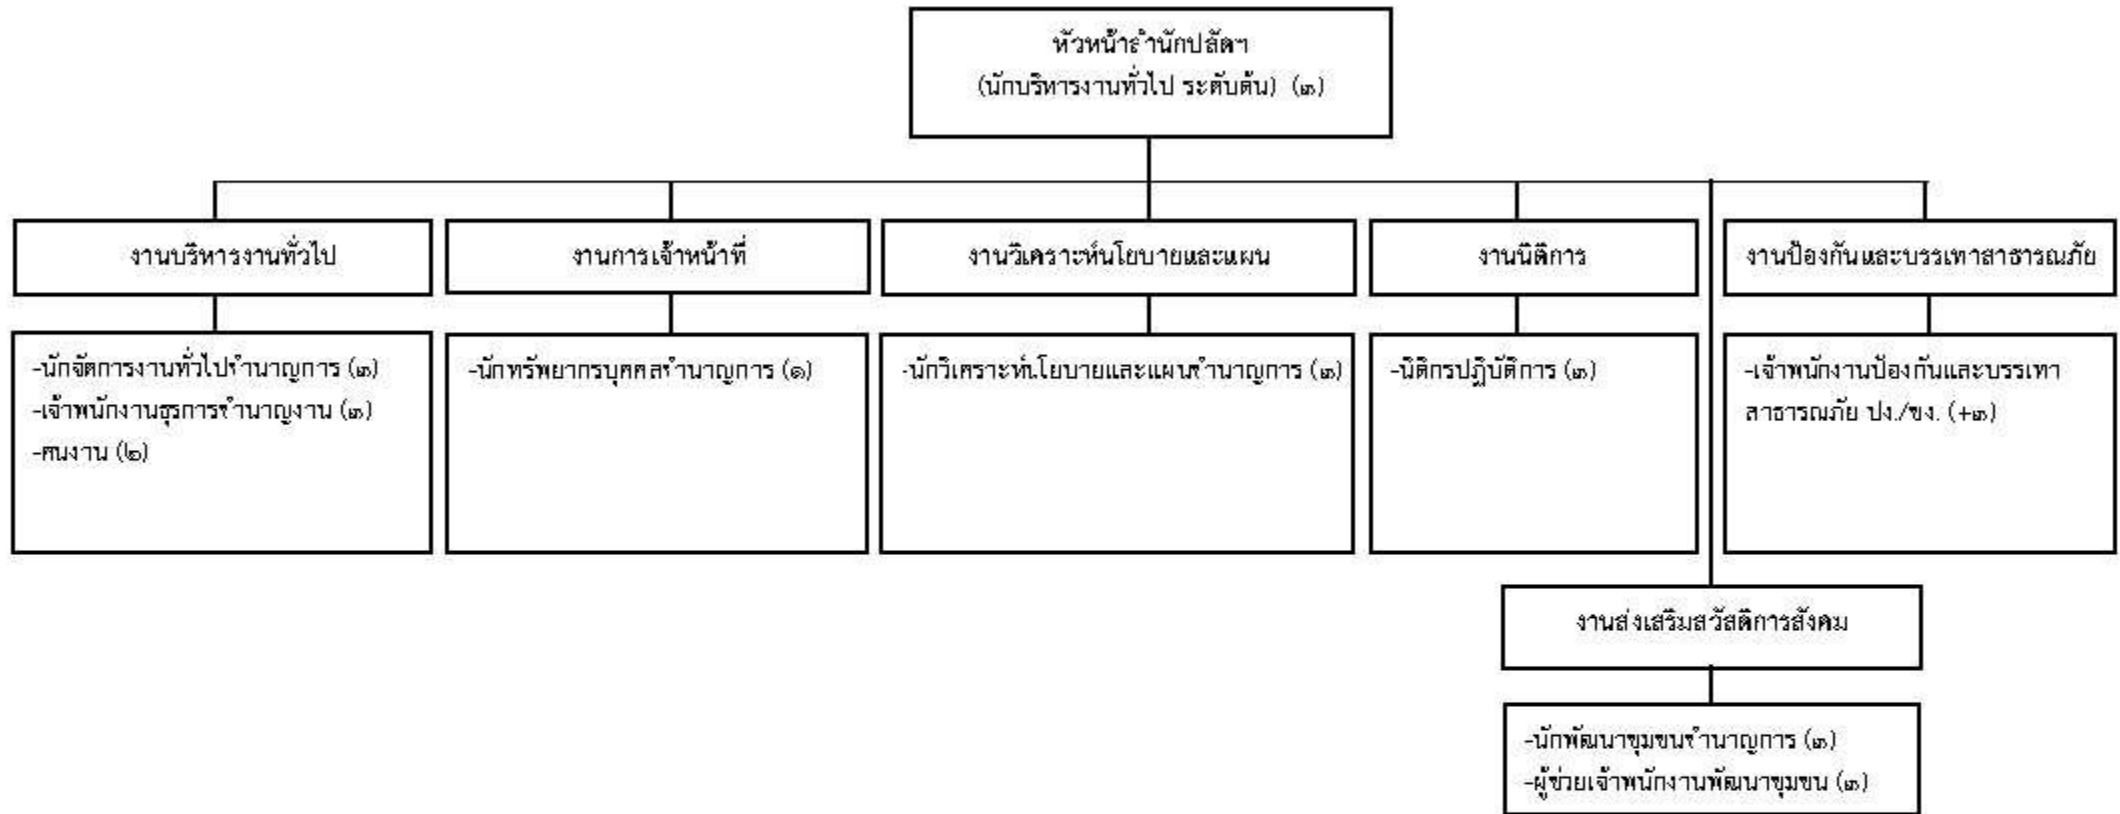 หัวหน้าสำนักปลัดฯ
(นักบริหารงานทั่วไป ระดับต้น) (๓)
งานบริหารงานทั่วไป
งานการเจ้าหน้าที่
งานวิเคราะห์นโยบายและแผน
งานนิติการ
งานป้องกันและบรรเทาสาธารณภัย
-นักจัดการงานทั่วไปชำนาญการ (๓)
-เจ้าพนักงานธุรการชำนาญงาน (๓)
-คนงาน (๒)
-นักทรัพยากรบุคคลชำนาญการ (๑)
-นักวิเคราะห์นโยบายและแผนชำนาญการ (๓)
-นิติกรปฏิบัติการ (๓)
-เจ้าพนักงานป้องกันและบรรเทา
สาธารณภัย ปง./ชง. (+๓)
งานส่งเสริมสวัสดิการสังคม
-นักพัฒนาชุมชนชำนาญการ (๓)
-ผู้ช่วยเจ้าพนักงานพัฒนาชุมชน (๓)